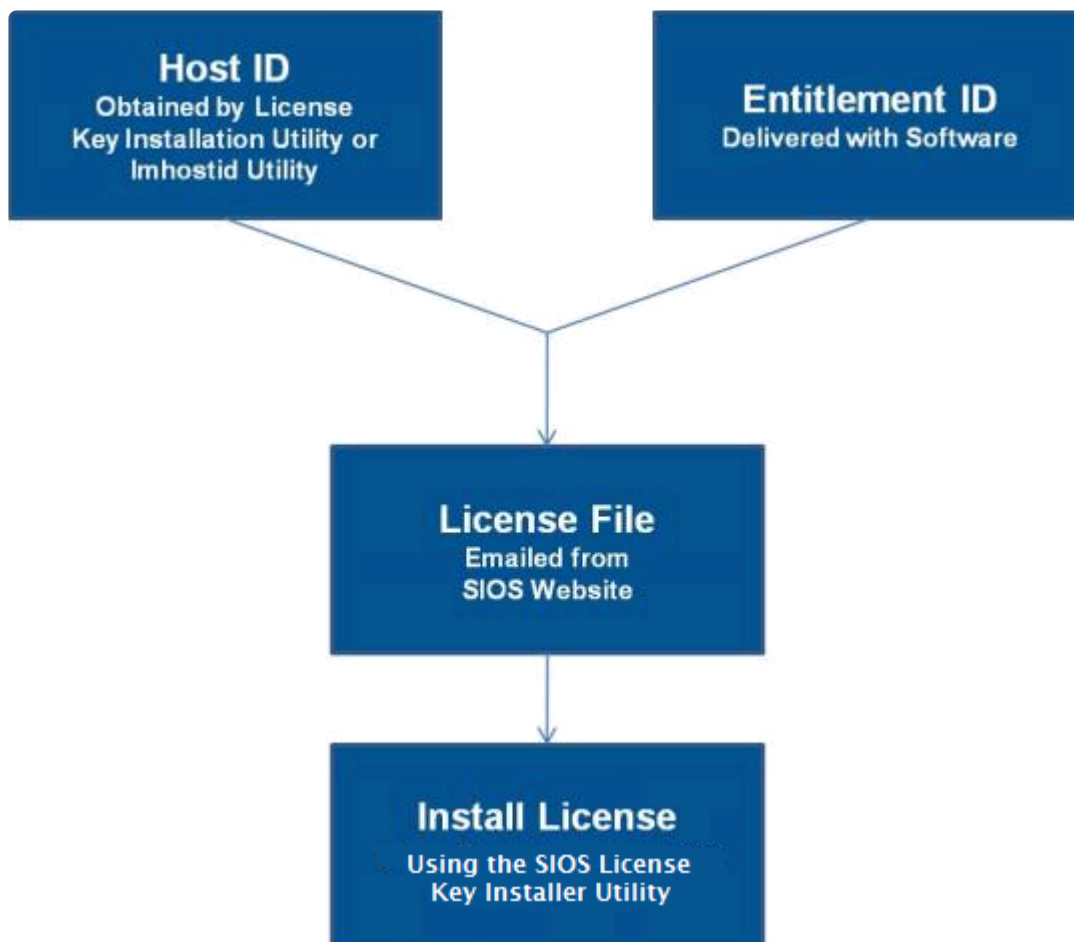 Host ID
Obtained by License
Key Installation Utility or
lmhostid Utility
Entitlement ID
Delivered with Software
License File
Emailed from
SIOS Website
Install License
Using the SIOS License
Key Installer Utility